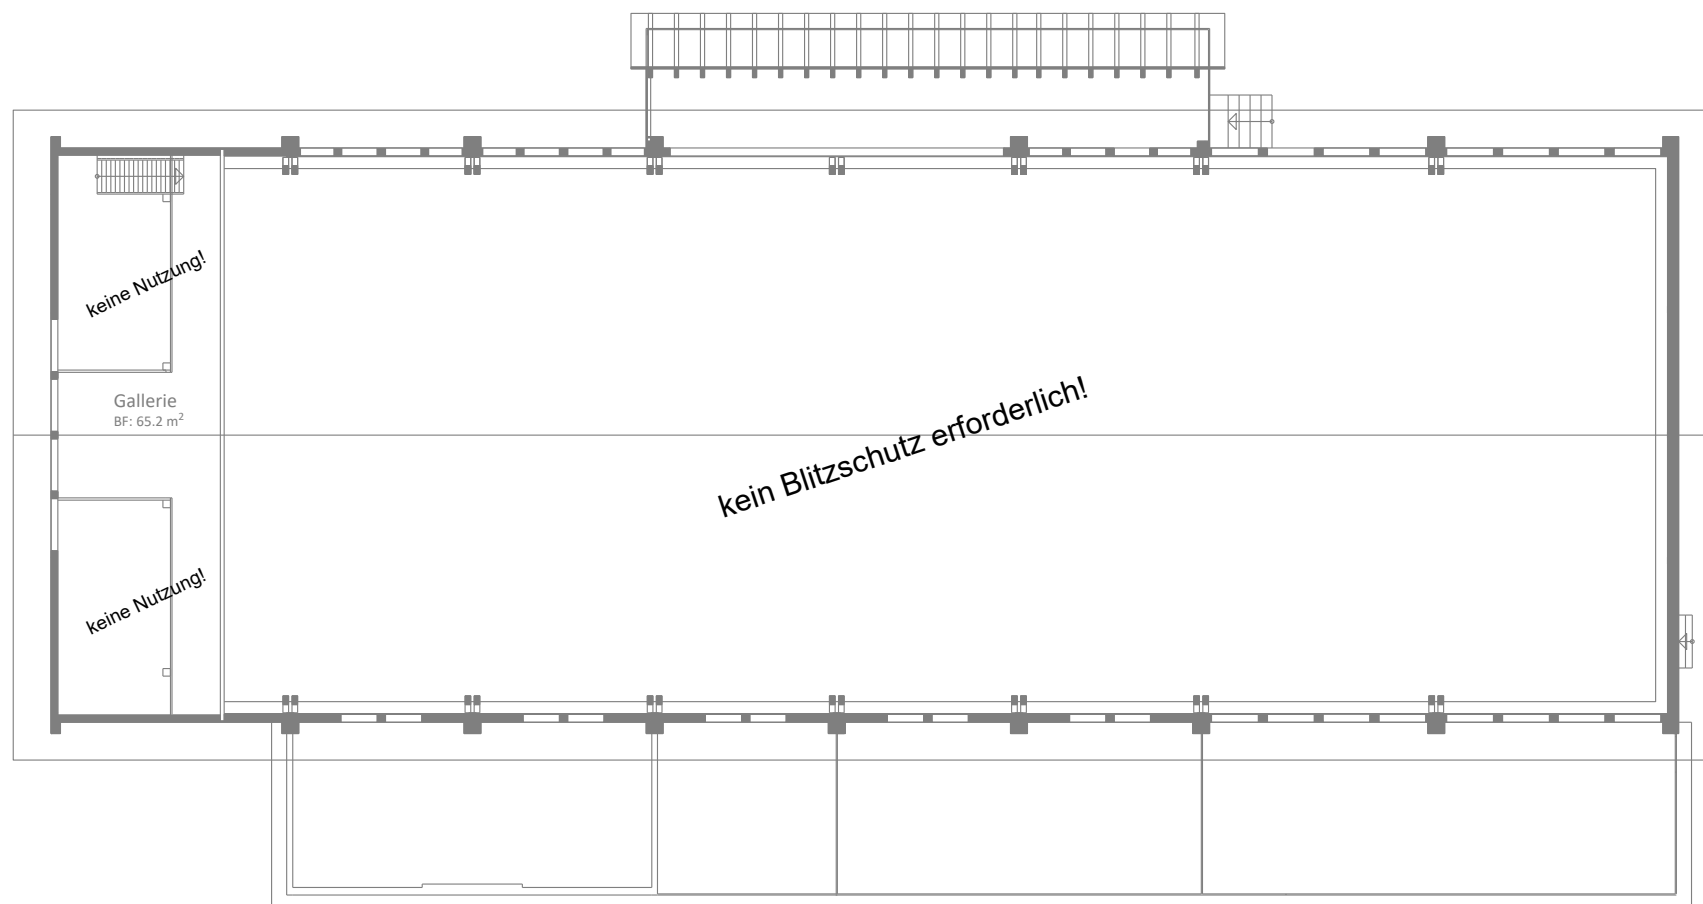 keine Nutzung!
Gallerie
BF: 65.2 m²
kein Blitzschutz erforderlich!
keine Nutzung!